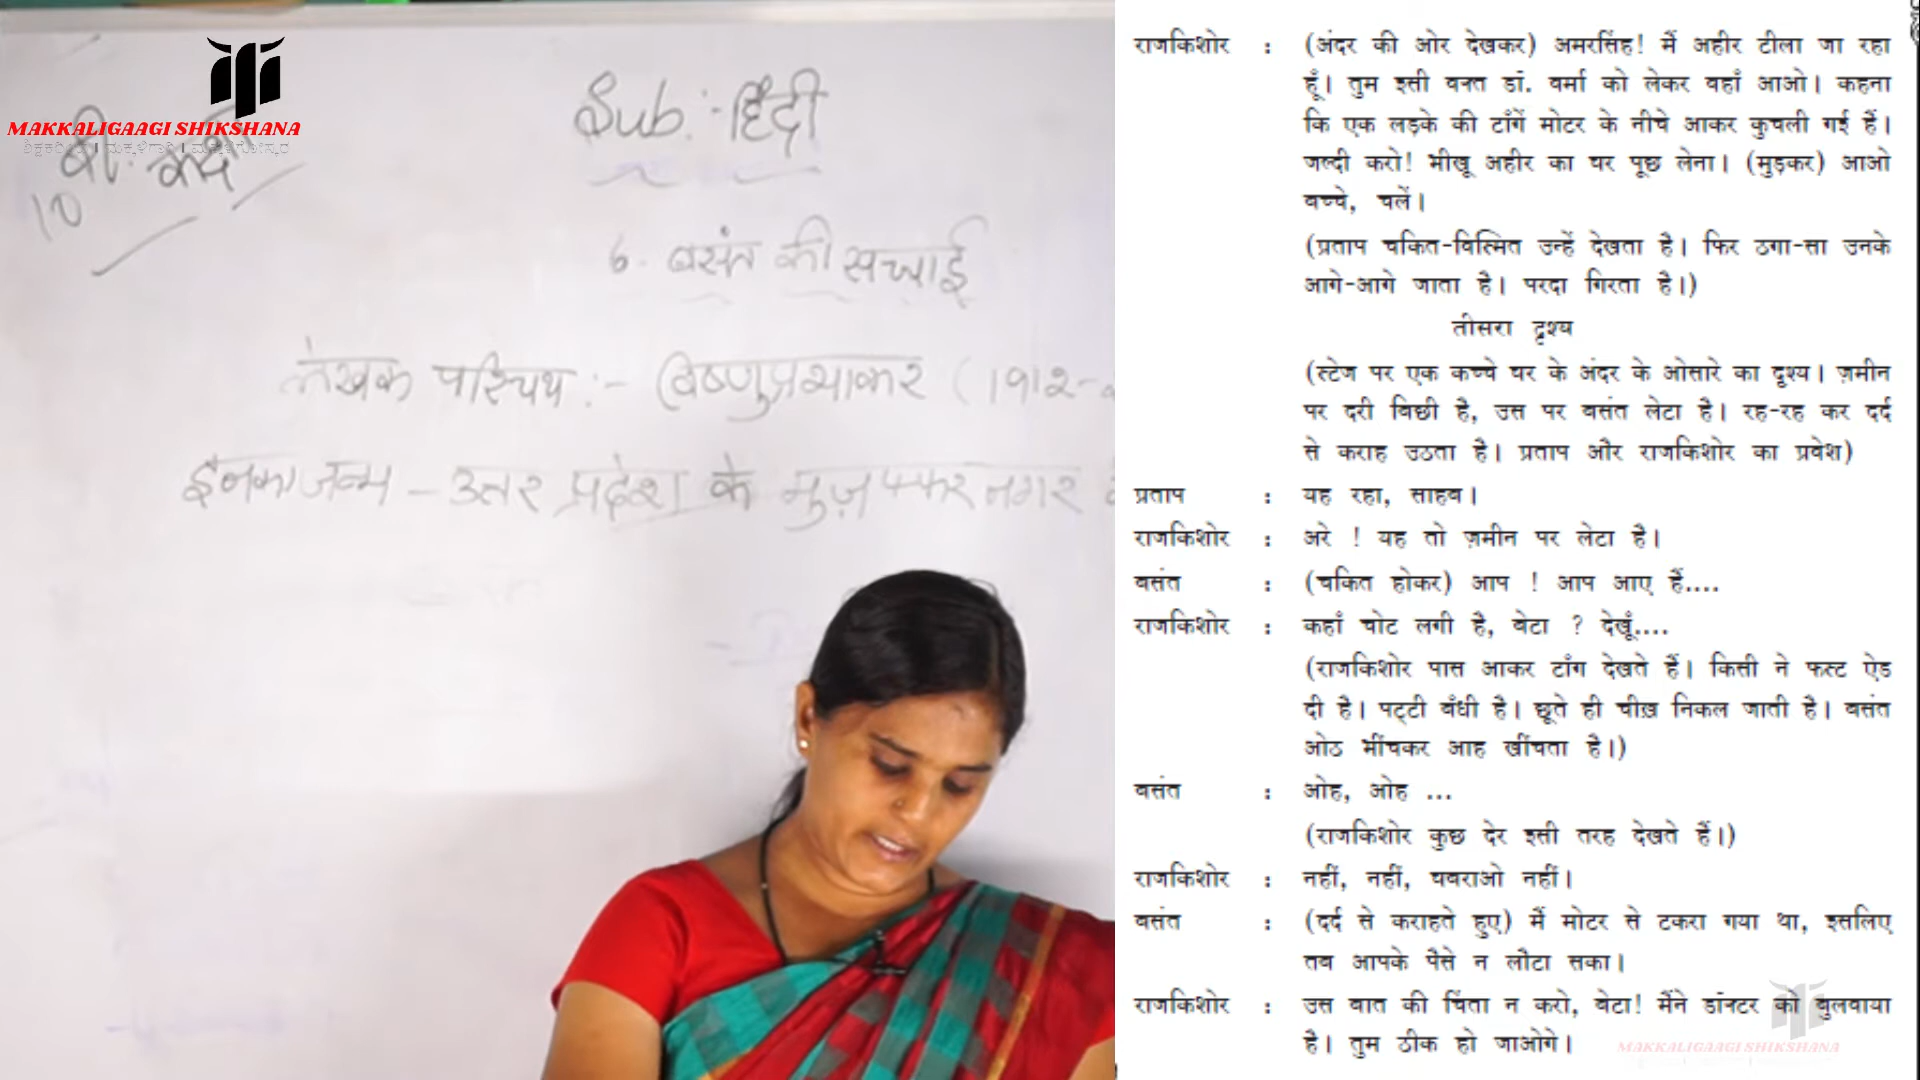 MAKKALIGAAGI SHIKSHANA
10
Sub:- हिंदी
6. बसंत की सच्चाई
लेखक परिचय :- विष्णुप्रभाकर (1912-
इनका जन्म – उत्तर प्रदेश के मुज़फ्फरनगर
राजकिशोर : (अंदर की ओर देखकर) अमरसिंह! मैं अहीर टीला जा रहा
हूँ। तुम इसी वक्त डॉ. वर्मा को लेकर वहाँ आओ। कहना
कि एक लड़के की टाँगें मोटर के नीचे आकर कुचली गई हैं।
जल्दी करो! भीखू अहीर का घर पूछ लेना। (मुड़कर) आओ
बच्चे, चलें।
(प्रताप चकित-विस्मित उन्हें देखता है। फिर ठगा-सा उनके
आगे-आगे जाता है। परदा गिरता है।)
तीसरा दृश्य
(स्टेज पर एक कच्चे घर के अंदर के ओसारे का दृश्य। ज़मीन
पर दरी बिछी है, उस पर बसंत लेटा है। रह-रह कर दर्द
से कराह उठता है। प्रताप और राजकिशोर का प्रवेश)
प्रताप : यह रहा, साहब।
राजकिशोर : अरे ! यह तो ज़मीन पर लेटा है।
बसंत : (चकित होकर) आप ! आप आए हैं....
राजकिशोर : कहाँ चोट लगी है, बेटा ? देखूँ....
(राजकिशोर पास आकर टाँग देखते हैं। किसी ने फस्ट ऐड
दी है। पट्टी बँधी है। छूते ही चीख़ निकल जाती है। बसंत
ओठ भींचकर आह खींचता है।)
बसंत : ओह, ओह ...
(राजकिशोर कुछ देर इसी तरह देखते हैं।)
राजकिशोर : नहीं, नहीं, घबराओ नहीं।
बसंत : (दर्द से कराहते हुए) मैं मोटर से टकरा गया था, इसलिए
तब आपके पैसे न लौटा सका।
राजकिशोर : उस बात की चिंता न करो, बेटा! मैंने डॉक्टर को बुलवाया
है। तुम ठीक हो जाओगे।
MAKKALIGAAGI SHIKSHANA